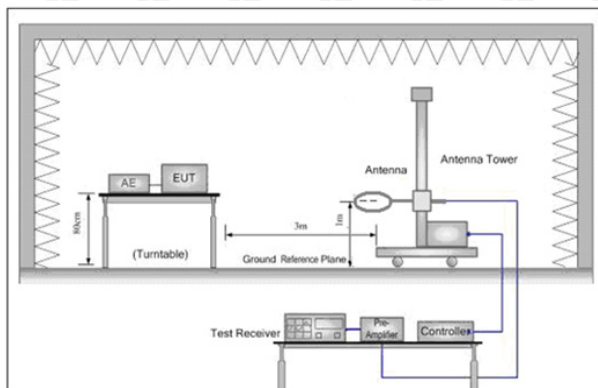 Antenna Tower
Antenna
AE
EUT
80cm
(Turntable)
3m
1m
Ground Reference Plane
Test Receiver
Pre-
Amplifier
Controller